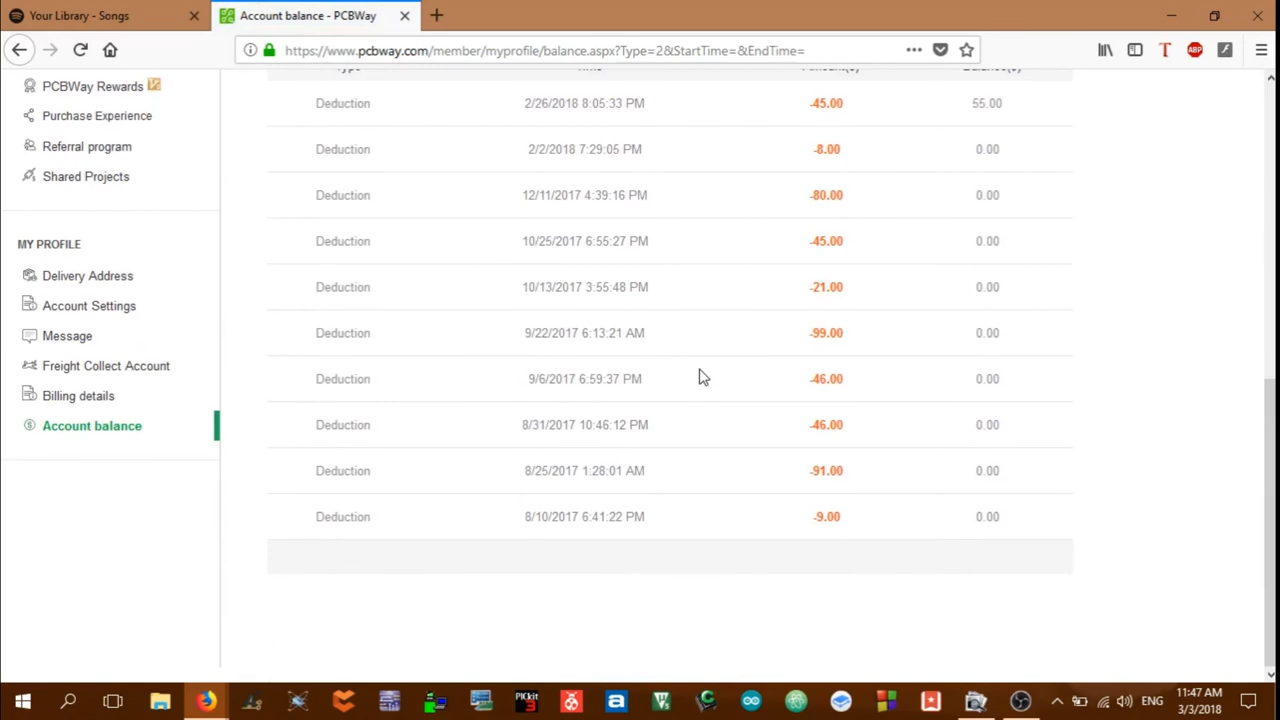 Your Library - Songs
Account balance - PCBWay
https://www.pcbway.com/member/myprofile/balance.aspx?Type=2&StartTime=&EndTime=
PCBWay Rewards
Purchase Experience
Referral program
Shared Projects
MY PROFILE
Delivery Address
Account Settings
Message
Freight Collect Account
Billing details
Account balance
Type Time Amount($) Balance($)
Deduction 2/26/2018 8:05:33 PM -45.00 55.00
Deduction 2/2/2018 7:29:05 PM -8.00 0.00
Deduction 12/11/2017 4:39:16 PM -80.00 0.00
Deduction 10/25/2017 6:55:27 PM -45.00 0.00
Deduction 10/13/2017 3:55:48 PM -21.00 0.00
Deduction 9/22/2017 6:13:21 AM -99.00 0.00
Deduction 9/6/2017 6:59:37 PM -46.00 0.00
Deduction 8/31/2017 10:46:12 PM -46.00 0.00
Deduction 8/25/2017 1:28:01 AM -91.00 0.00
Deduction 8/10/2017 6:41:22 PM -9.00 0.00
T
ABP
PICkit
3
a
ENG
11:47 AM
3/3/2018